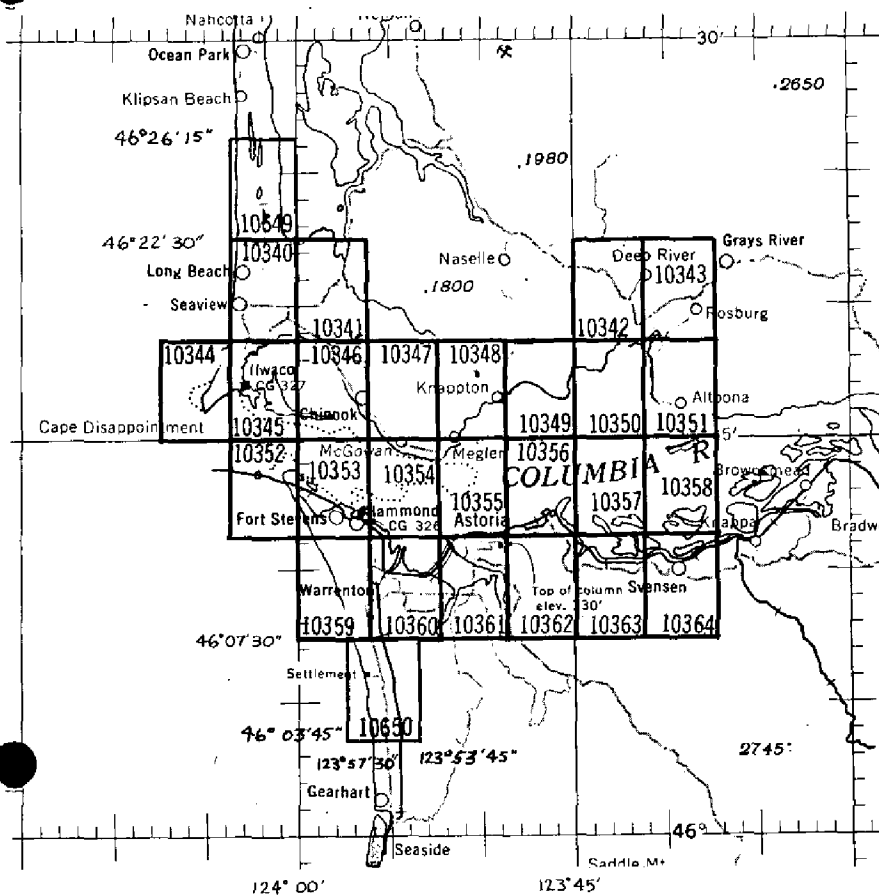 Nahcotta
30'
Ocean Park
.2650
Klipsan Beach
46°26'15"
.1980
10649
46°22'30"
10340
Grays River
Naselle
Deep River
10343
Long Beach
.1800
Seaview
Rosburg
10341
10342
10344
10346
10347
10348
Ilwaco
CG 327
Knappton
Altoona
Chinook
Cape Disappointment
10345
10349
10350
10351
5'
10352
McGowan
Megler
10356
COLUMBIA R
10353
10354
Brownsmead
10358
10355
10357
Fort Stevens
Hammond
CG 326
Astoria
Knappa
Bradw
Warrenton
Top of column
elev. 730'
Svensen
10359
10360
10361
10362
10363
10364
46°07'30"
Settlement
46° 03'45"
10650
123°57'30"
123°53'45"
2745
Gearhart
46°
Seaside
Saddle Mt
124° 00'
123°45'